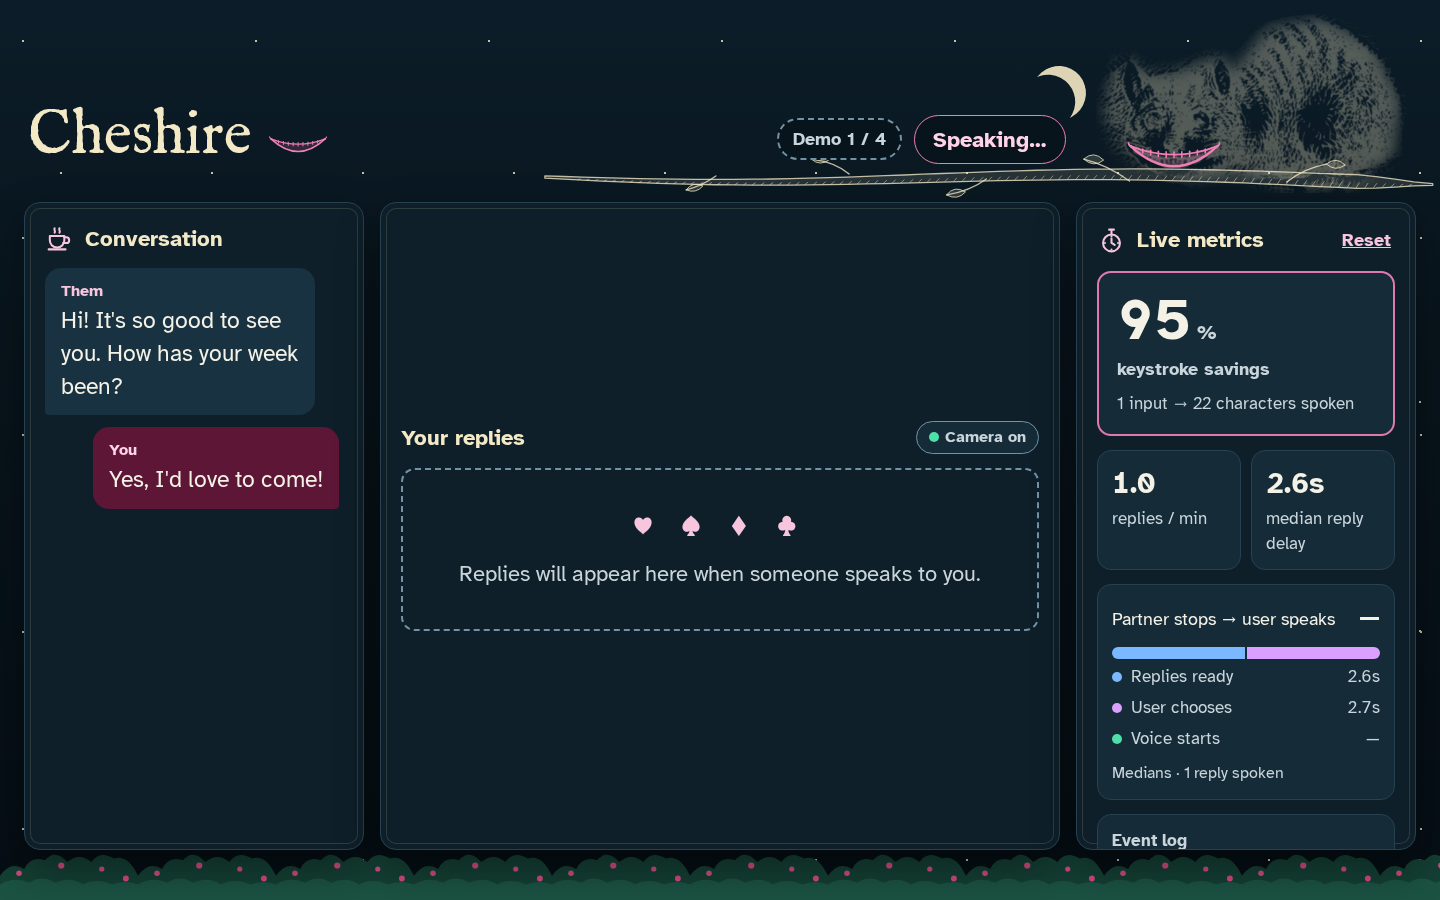 Cheshire
Demo 1 / 4
Speaking...
Conversation
Them
Hi! It's so good to see
you. How has your week
been?
You
Yes, I'd love to come!
Your replies
Camera on
Replies will appear here when someone speaks to you.
Live metrics
Reset
95 %
keystroke savings
1 input → 22 characters spoken
1.0
replies / min
2.6s
median reply
delay
Partner stops → user speaks —
Replies ready 2.6s
User chooses 2.7s
Voice starts —
Medians · 1 reply spoken
Event log